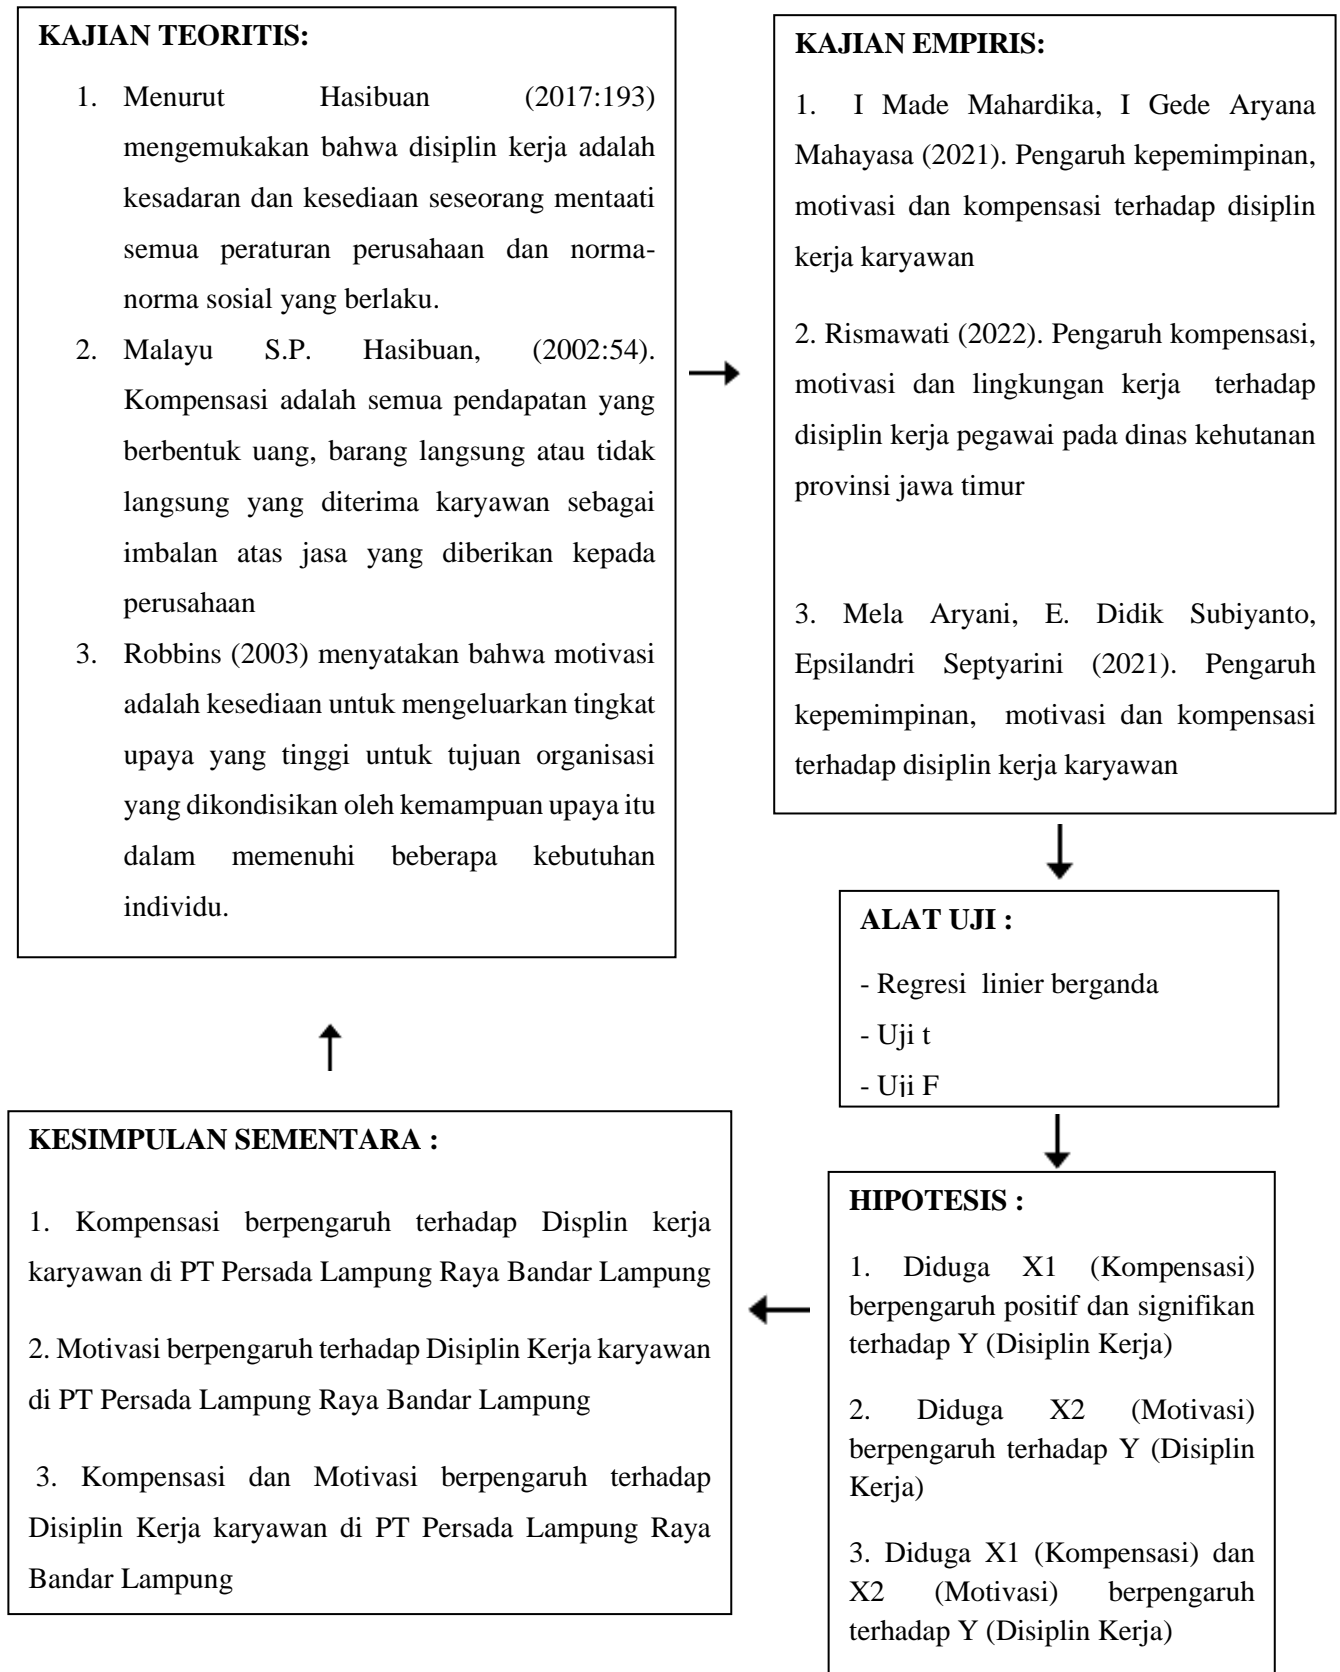 KAJIAN TEORITIS:
1. Menurut Hasibuan (2017:193)
mengemukakan bahwa disiplin kerja adalah
kesadaran dan kesediaan seseorang mentaati
semua peraturan perusahaan dan norma-
norma sosial yang berlaku.
2. Malayu S.P. Hasibuan, (2002:54).
Kompensasi adalah semua pendapatan yang
berbentuk uang, barang langsung atau tidak
langsung yang diterima karyawan sebagai
imbalan atas jasa yang diberikan kepada
perusahaan
3. Robbins (2003) menyatakan bahwa motivasi
adalah kesediaan untuk mengeluarkan tingkat
upaya yang tinggi untuk tujuan organisasi
yang dikondisikan oleh kemampuan upaya itu
dalam memenuhi beberapa kebutuhan
individu.
KAJIAN EMPIRIS:
1. I Made Mahardika, I Gede Aryana
Mahayasa (2021). Pengaruh kepemimpinan,
motivasi dan kompensasi terhadap disiplin
kerja karyawan
2. Rismawati (2022). Pengaruh kompensasi,
motivasi dan lingkungan kerja terhadap
disiplin kerja pegawai pada dinas kehutanan
provinsi jawa timur
3. Mela Aryani, E. Didik Subiyanto,
Epsilandri Septyarini (2021). Pengaruh
kepemimpinan, motivasi dan kompensasi
terhadap disiplin kerja karyawan
ALAT UJI :
- Regresi linier berganda
- Uji t
- Uji F
HIPOTESIS :
1. Diduga X1 (Kompensasi)
berpengaruh positif dan signifikan
terhadap Y (Disiplin Kerja)
2. Diduga X2 (Motivasi)
berpengaruh terhadap Y (Disiplin
Kerja)
3. Diduga X1 (Kompensasi) dan
X2 (Motivasi) berpengaruh
terhadap Y (Disiplin Kerja)
KESIMPULAN SEMENTARA :
1. Kompensasi berpengaruh terhadap Displin kerja
karyawan di PT Persada Lampung Raya Bandar Lampung
2. Motivasi berpengaruh terhadap Disiplin Kerja karyawan
di PT Persada Lampung Raya Bandar Lampung
3. Kompensasi dan Motivasi berpengaruh terhadap
Disiplin Kerja karyawan di PT Persada Lampung Raya
Bandar Lampung